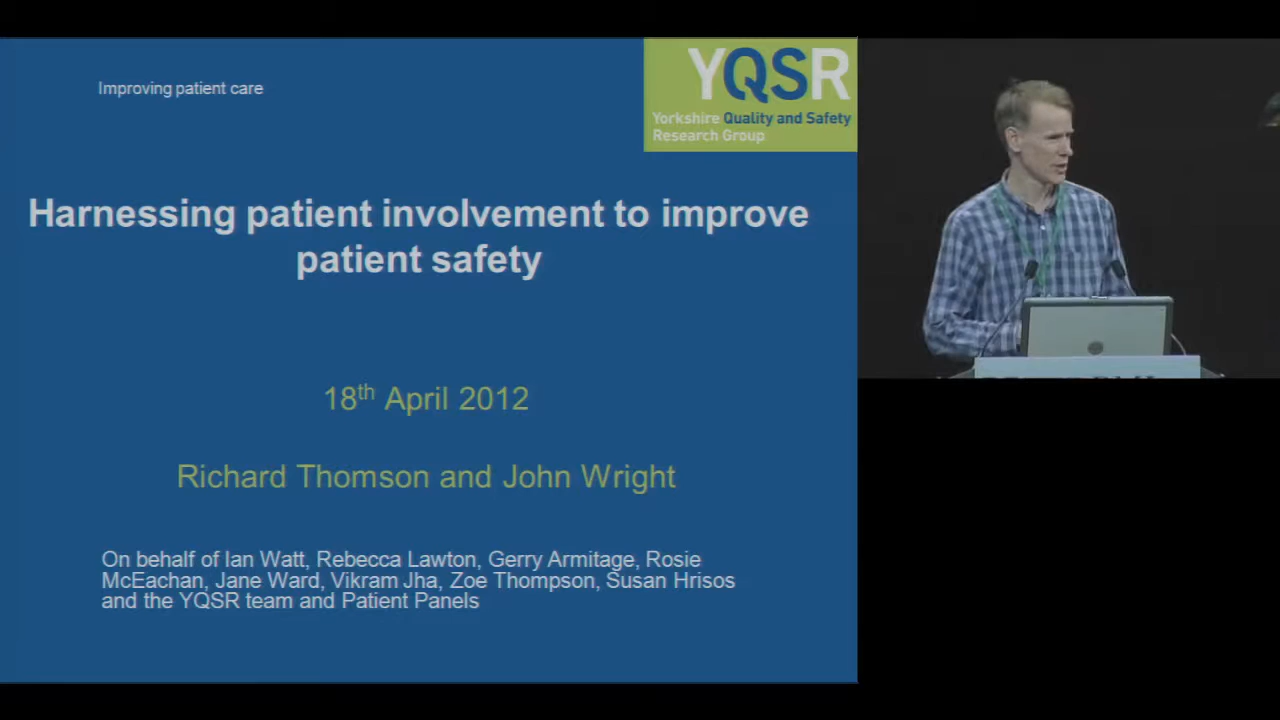 Improving patient care
YQSR
Yorkshire Quality and Safety
Research Group
Harnessing patient involvement to improve
patient safety
18th April 2012
Richard Thomson and John Wright
On behalf of Ian Watt, Rebecca Lawton, Gerry Armitage, Rosie
McEachan, Jane Ward, Vikram Jha, Zoe Thompson, Susan Hrisos
and the YQSR team and Patient Panels